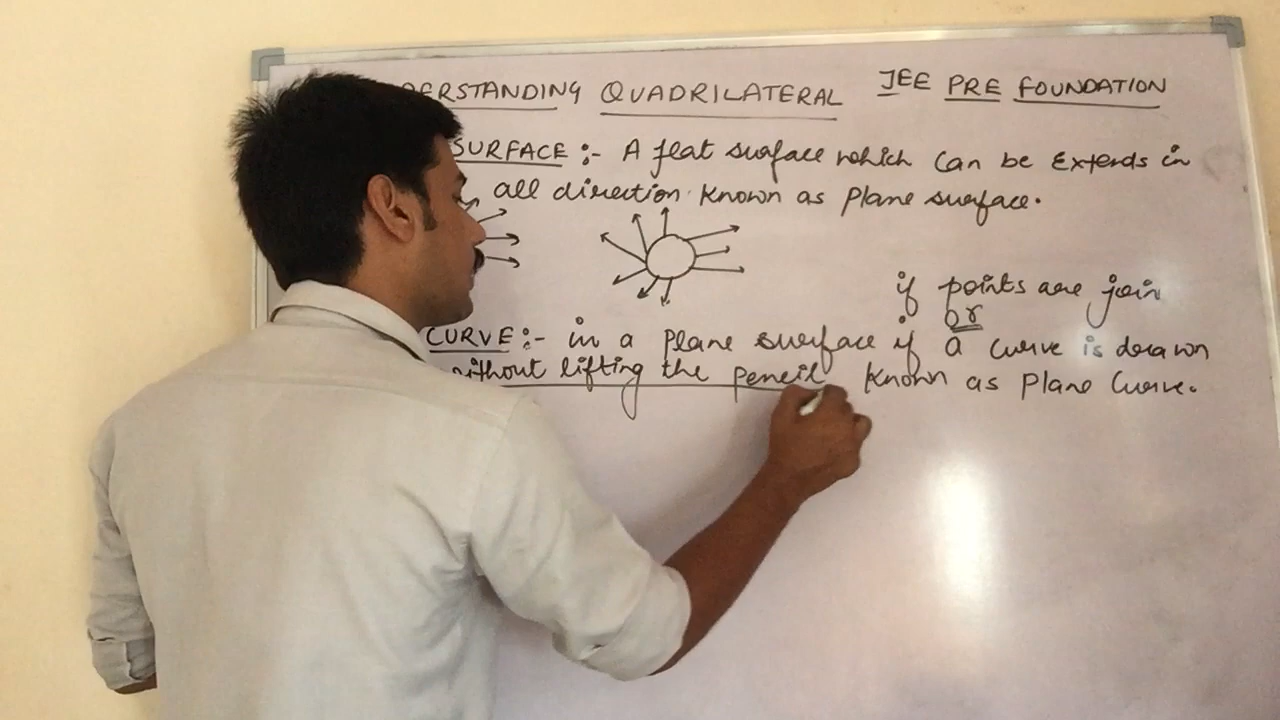 DERSTANDING QUADRILATERAL JEE PRE FOUNDATION
SURFACE :- A flat surface which can be Extends in
all direction known as Plane surface.
if points are join
or
CURVE :- in a Plane surface if a curve is drawn
without lifting the pencil known as Plane Curve.